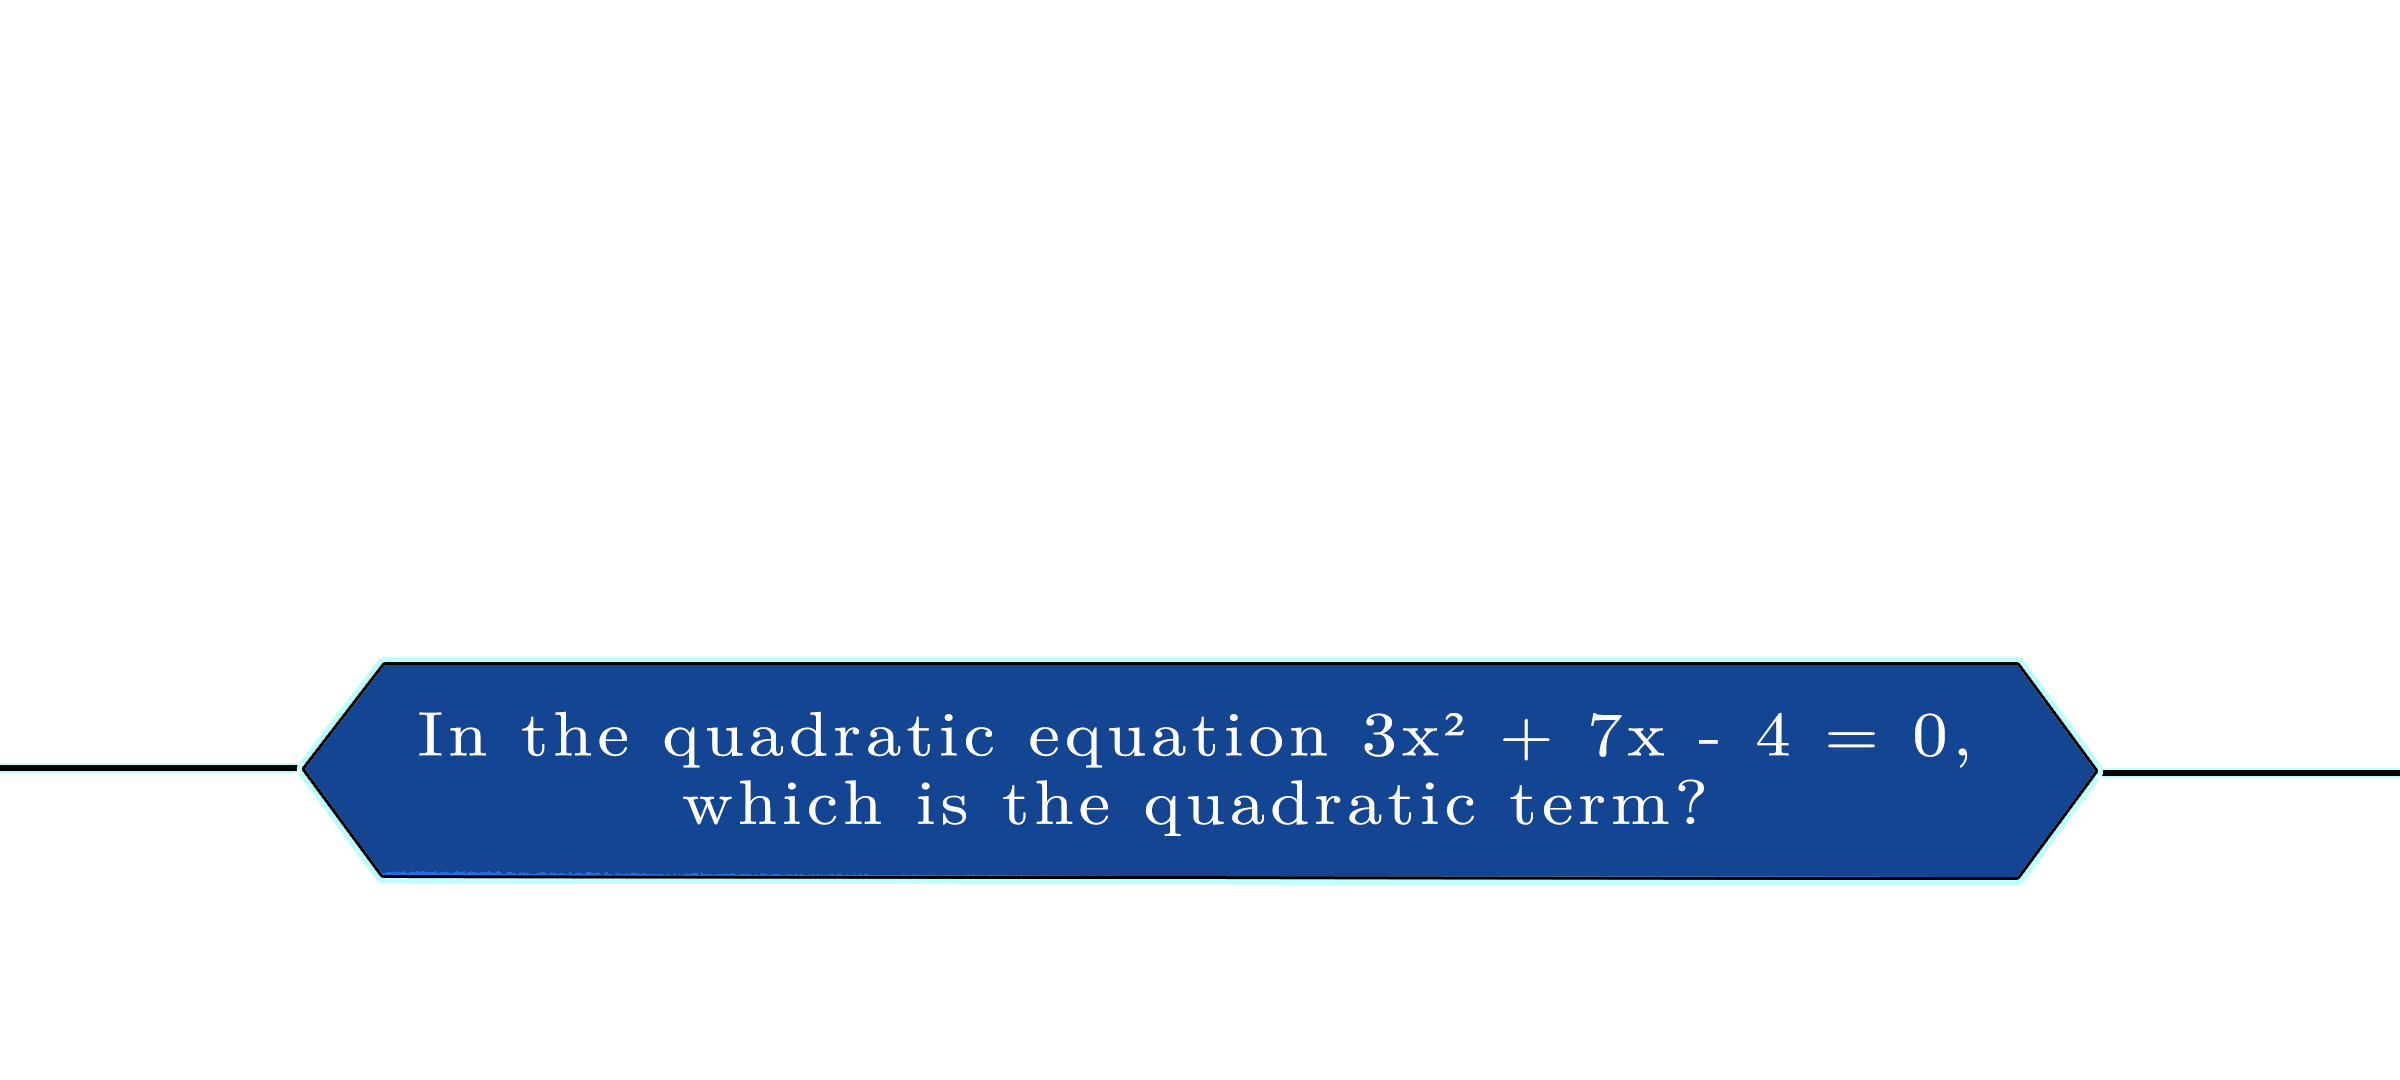 In the quadratic equation 3x² + 7x - 4 = 0,
which is the quadratic term?